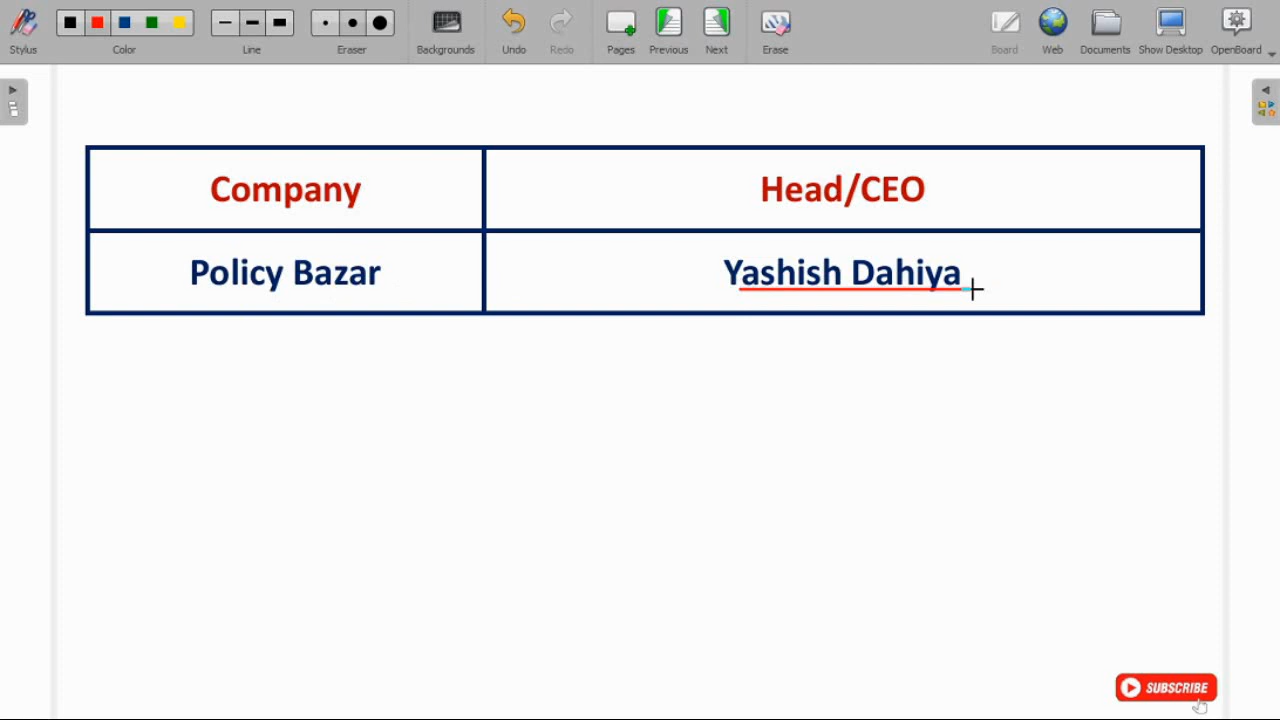 Stylus
Color
Line
Eraser
Backgrounds
Undo
Redo
Pages
Previous
Next
Erase
Board
Web
Documents
Show Desktop
OpenBoard
Company
Head/CEO
Policy Bazar
Yashish Dahiya
SUBSCRIBE